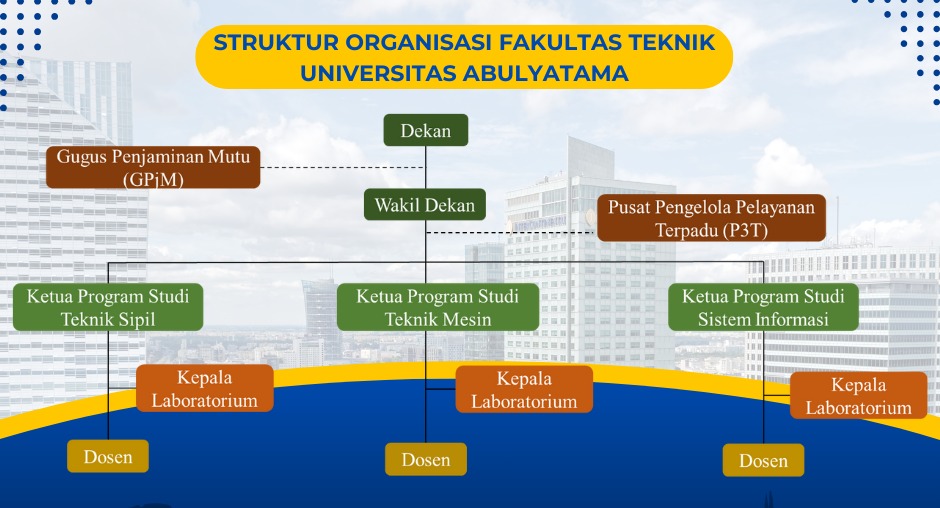 STRUKTUR ORGANISASI FAKULTAS TEKNIK
UNIVERSITAS ABULYATAMA
Dekan
Gugus Penjaminan Mutu
(GPjM)
Wakil Dekan
Pusat Pengelola Pelayanan
Terpadu (P3T)
Ketua Program Studi
Teknik Sipil
Ketua Program Studi
Teknik Mesin
Ketua Program Studi
Sistem Informasi
Kepala
Laboratorium
Kepala
Laboratorium
Kepala
Laboratorium
Dosen
Dosen
Dosen